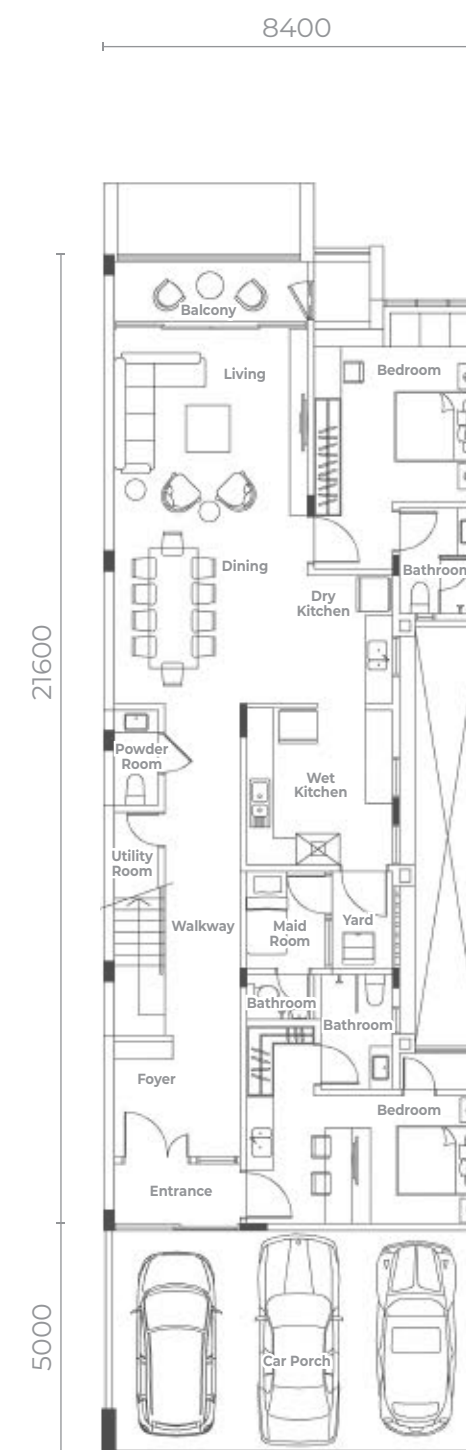 8400
Balcony
Living
Bedroom
Dining
Bathroom
Dry
Kitchen
21600
Powder
Room
Wet
Kitchen
Utility
Room
Walkway
Maid
Room
Yard
Bathroom
Bathroom
Foyer
Bedroom
Entrance
5000
Car Porch